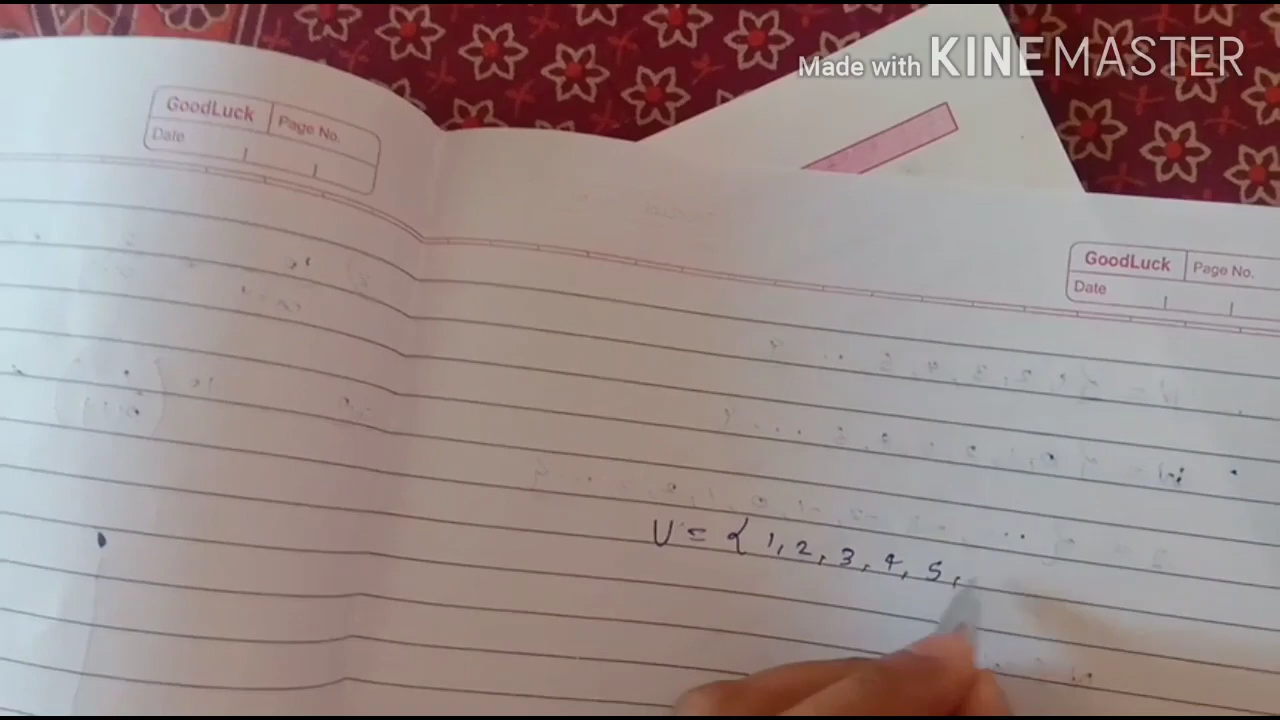 Made with KINEMASTER
GoodLuck
Page No.
Date
GoodLuck
Page No.
Date
U = { 1, 2, 3, 4, 5,